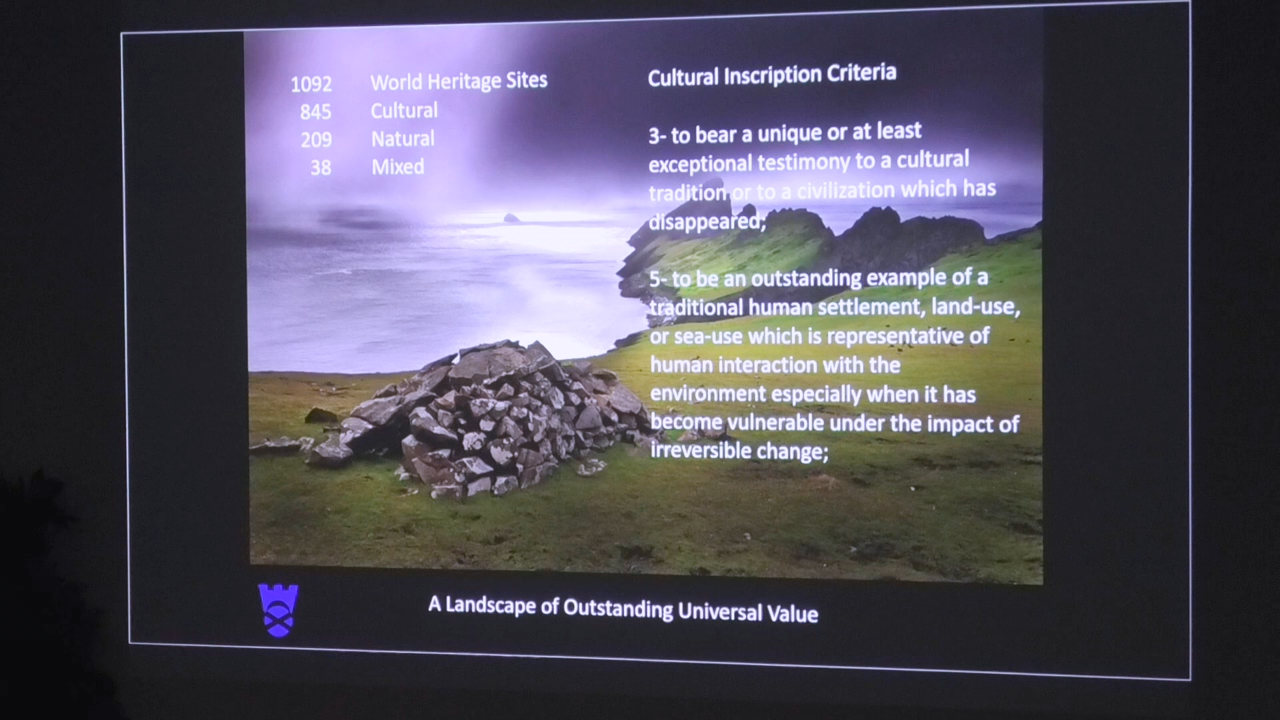 1092 World Heritage Sites
845 Cultural
209 Natural
38 Mixed
Cultural Inscription Criteria
3- to bear a unique or at least
exceptional testimony to a cultural
tradition or to a civilization which has
disappeared;
5- to be an outstanding example of a
traditional human settlement, land-use,
or sea-use which is representative of
human interaction with the
environment especially when it has
become vulnerable under the impact of
irreversible change;
A Landscape of Outstanding Universal Value